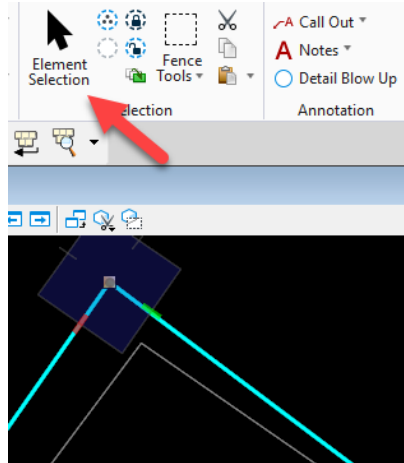 Element
Selection
Fence
Tools
Call Out
A Notes
Detail Blow Up
election
Annotation